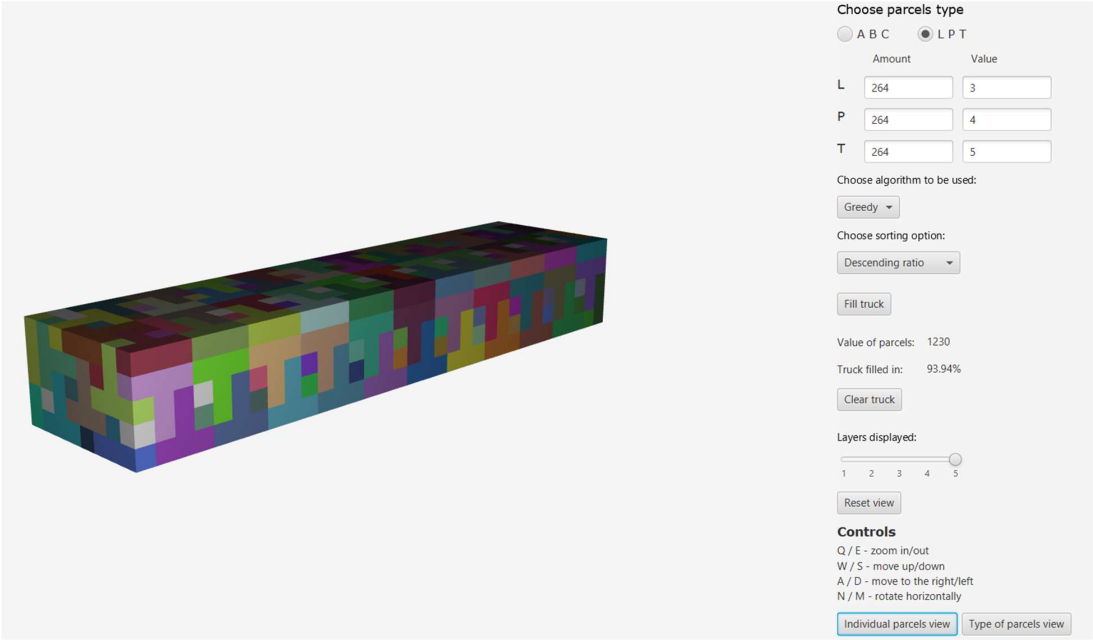 Choose parcels type
A B C L P T
Amount Value
L 264 3
P 264 4
T 264 5
Choose algorithm to be used:
Greedy
Choose sorting option:
Descending ratio
Fill truck
Value of parcels: 1230
Truck filled in: 93.94%
Clear truck
Layers displayed:
1 2 3 4 5
Reset view
Controls
Q / E - zoom in/out
W / S - move up/down
A / D - move to the right/left
N / M - rotate horizontally
Individual parcels view Type of parcels view